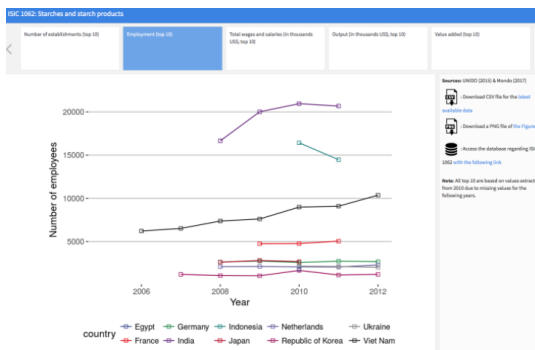 ISIC 1062: Starches and starch products
Number of establishments (top 10)
Employment (top 10)
Total wages and salaries (in thousands
US$, top 10)
Output (in thousands US$, top 10)
Value added (top 10)
Sources: UNIDO (2015) & Mondo (2017)
: Download CSV file for the latest
available data
: Download a PNG file of the Figure
: Access the database regarding ISI
1062 with the following link
Note: All top 10 are based on values extract
from 2010 due to missing values for the
following years.
20000
15000
10000
5000
Number of employees
2006
2008
2010
2012
Year
country
Egypt
Germany
Indonesia
Netherlands
Ukraine
France
India
Japan
Republic of Korea
Viet Nam